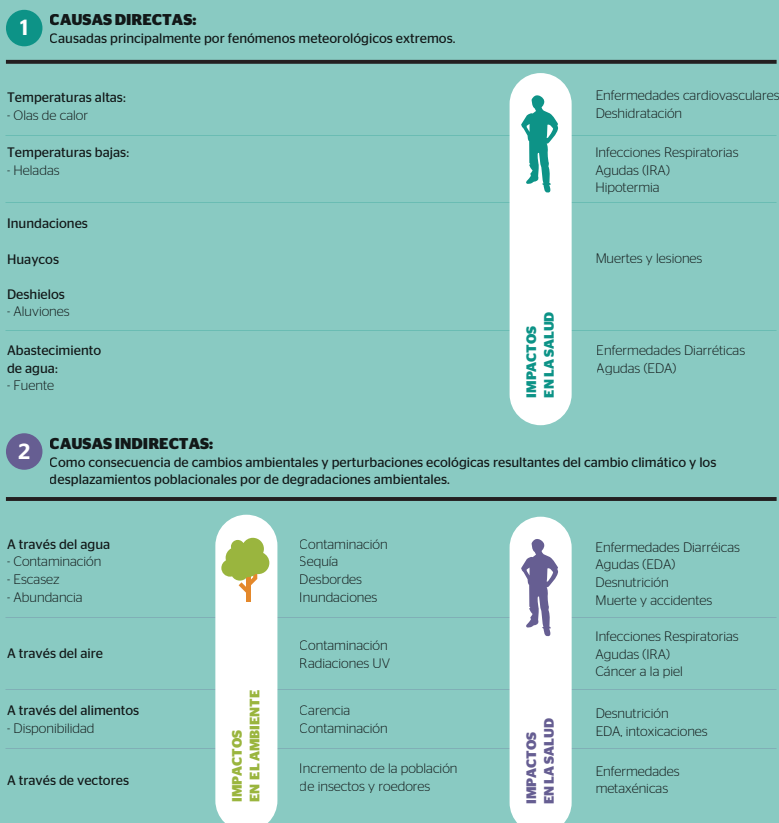 1
CAUSAS DIRECTAS:
Causadas principalmente por fenómenos meteorológicos extremos.
Temperaturas altas:
- Olas de calor
Enfermedades cardiovasculares
Deshidratación
Temperaturas bajas:
- Heladas
Infecciones Respiratorias
Agudas (IRA)
Hipotermia
Inundaciones
Huaycos
Deshielos
- Aluviones
Muertes y lesiones
Abastecimiento
de agua:
- Fuente
Enfermedades Diarréticas
Agudas (EDA)
IMPACTOS
EN LA SALUD
2
CAUSAS INDIRECTAS:
Como consecuencia de cambios ambientales y perturbaciones ecológicas resultantes del cambio climático y los
desplazamientos poblacionales por de degradaciones ambientales.
A través del agua
- Contaminación
- Escasez
- Abundancia
Contaminación
Sequía
Desbordes
Inundaciones
Enfermedades Diarréicas
Agudas (EDA)
Desnutrición
Muerte y accidentes
A través del aire
Contaminación
Radiaciones UV
Infecciones Respiratorias
Agudas (IRA)
Cáncer a la piel
A través del alimentos
- Disponibilidad
Carencia
Contaminación
Desnutrición
EDA, intoxicaciones
A través de vectores
Incremento de la población
de insectos y roedores
Enfermedades
metaxénicas
IMPACTOS
EN EL AMBIENTE
IMPACTOS
EN LA SALUD